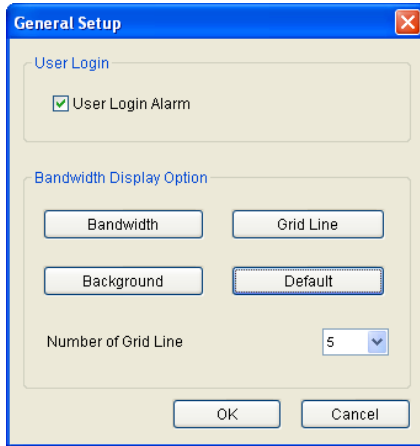 General Setup
User Login
User Login Alarm
Bandwidth Display Option
Bandwidth
Grid Line
Background
Default
Number of Grid Line
5
OK
Cancel